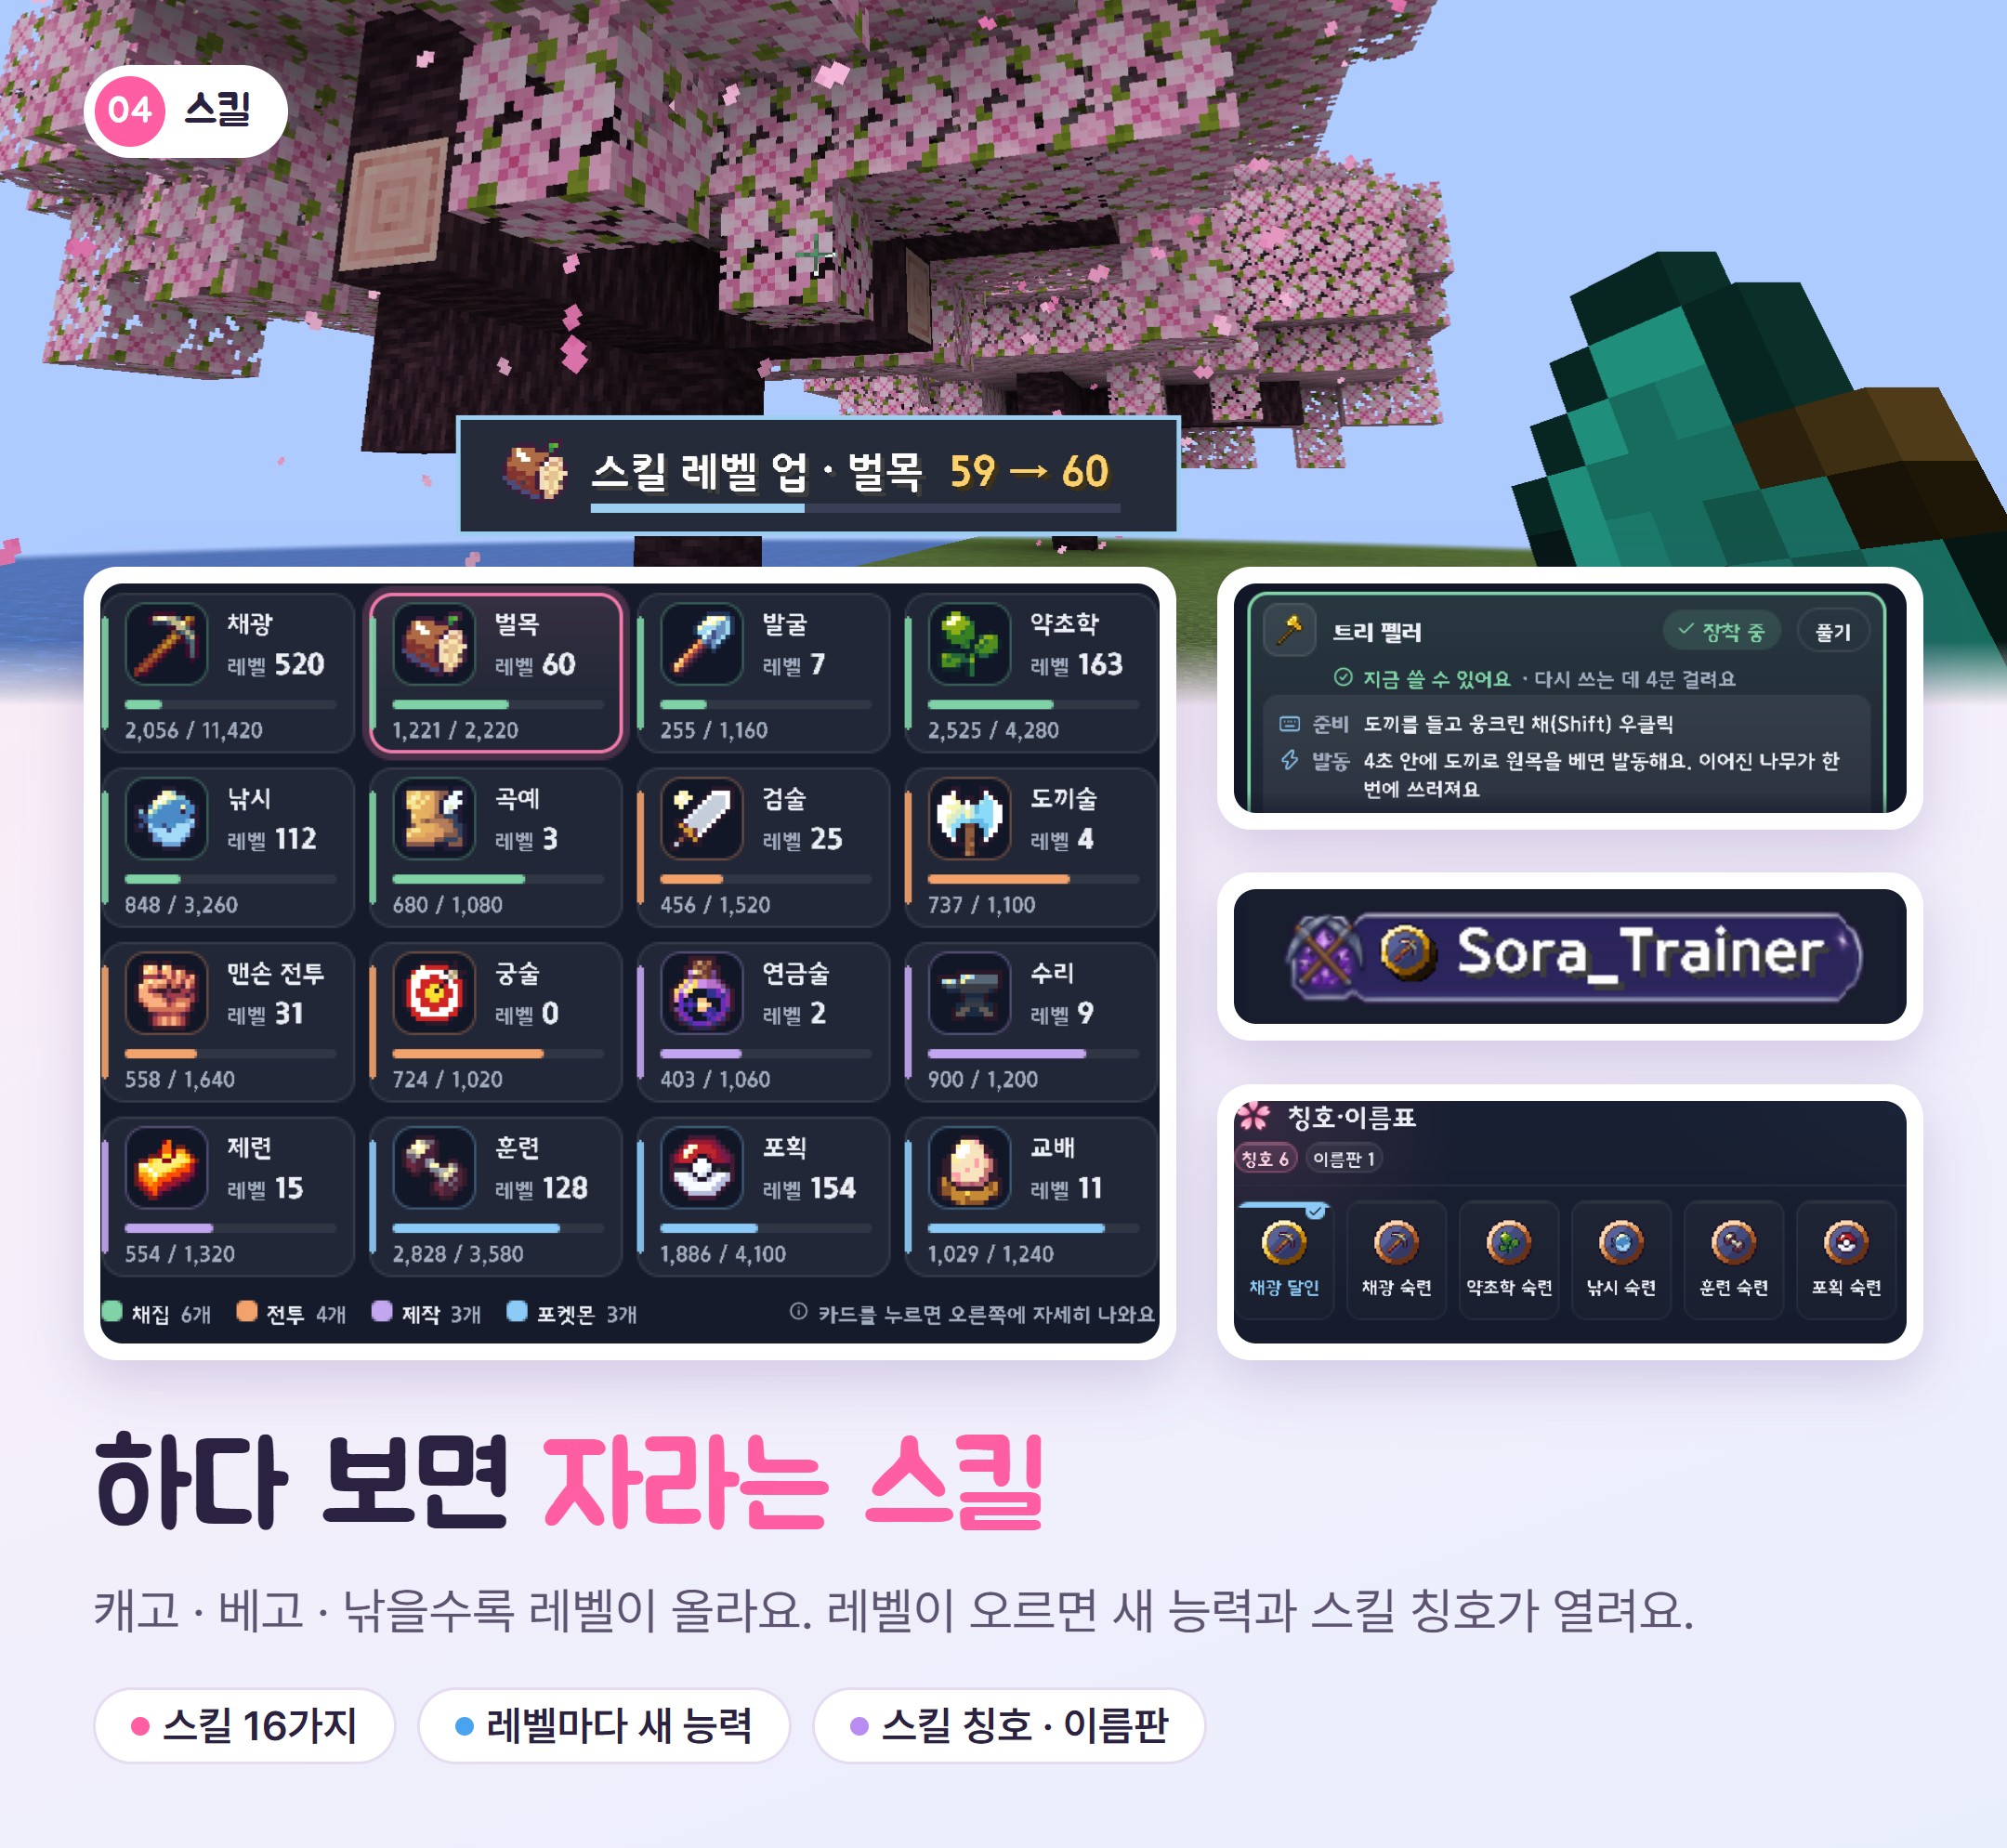 04 스킬
스킬 레벨 업 · 벌목 59 → 60
채광
레벨 520
2,056 / 11,420
벌목
레벨 60
1,221 / 2,220
발굴
레벨 7
255 / 1,160
약초학
레벨 163
2,525 / 4,280
낚시
레벨 112
848 / 3,260
곡예
레벨 3
680 / 1,080
검술
레벨 25
456 / 1,520
도끼술
레벨 4
737 / 1,100
맨손 전투
레벨 31
558 / 1,640
궁술
레벨 0
724 / 1,020
연금술
레벨 2
403 / 1,060
수리
레벨 9
900 / 1,200
제련
레벨 15
554 / 1,320
훈련
레벨 128
2,828 / 3,580
포획
레벨 154
1,886 / 4,100
교배
레벨 11
1,029 / 1,240
채집 6개 전투 4개 제작 3개 포켓몬 3개 카드를 누르면 오른쪽에 자세히 나와요
트리 펠러 장착 중 풀기
지금 쓸 수 있어요 · 다시 쓰는 데 4분 걸려요
준비 도끼를 들고 웅크린 채(Shift) 우클릭
발동 4초 안에 도끼로 원목을 베면 발동해요. 이어진 나무가 한
번에 쓰러져요
Sora_Trainer
칭호·이름표
칭호 6 이름판 1
채광 달인 채광 숙련 약초학 숙련 낚시 숙련 훈련 숙련 포획 숙련
하다 보면 자라는 스킬
캐고 · 베고 · 낚을수록 레벨이 올라요. 레벨이 오르면 새 능력과 스킬 칭호가 열려요.
스킬 16가지 레벨마다 새 능력 스킬 칭호 · 이름판